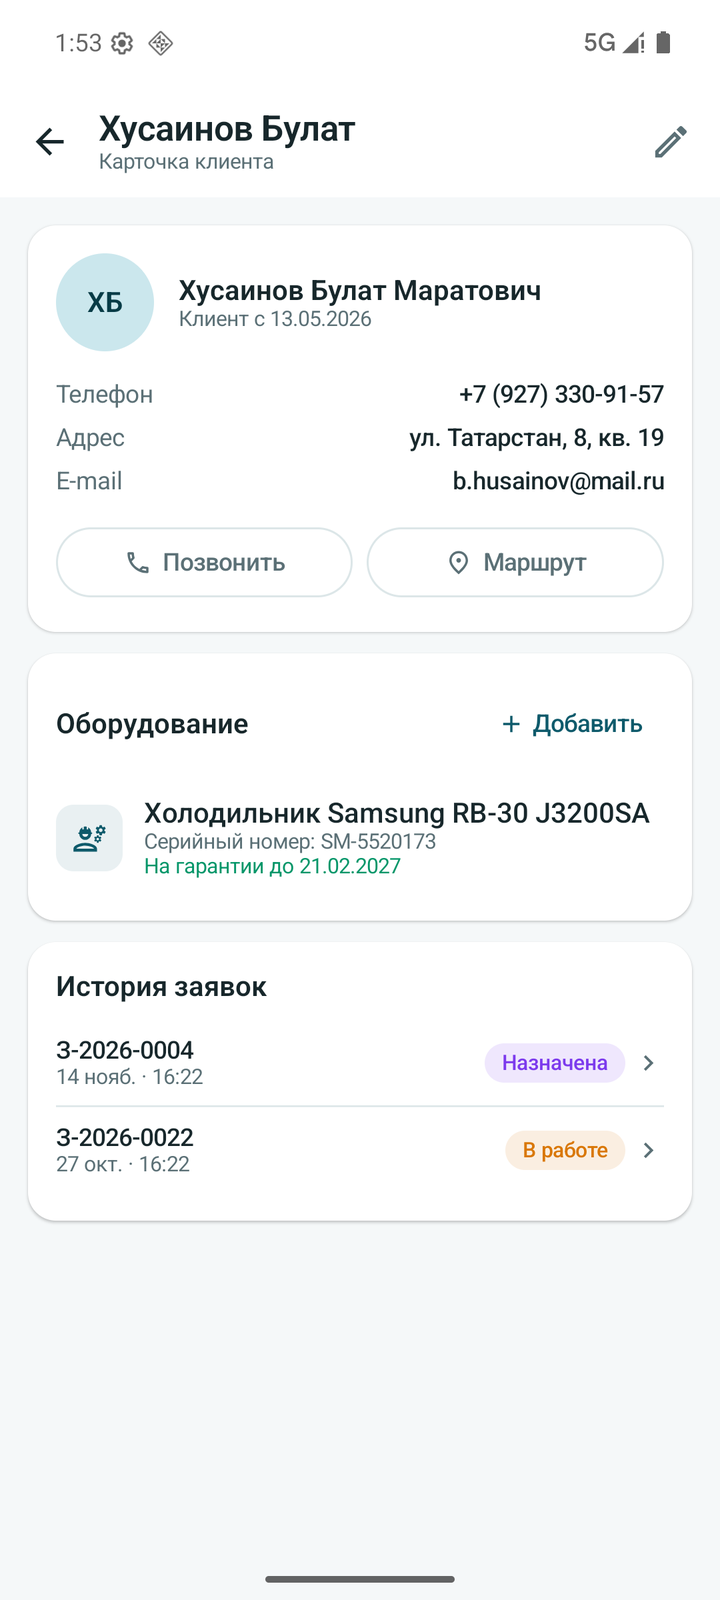 1:53
5G
Хусаинов Булат
Карточка клиента
ХБ
Хусаинов Булат Маратович
Клиент с 13.05.2026
Телефон
+7 (927) 330-91-57
Адрес
ул. Татарстан, 8, кв. 19
E-mail
b.husainov@mail.ru
Позвонить
Маршрут
Оборудование
+ Добавить
Холодильник Samsung RB-30 J3200SA
Серийный номер: SM-5520173
На гарантии до 21.02.2027
История заявок
З-2026-0004
14 нояб. · 16:22
Назначена
З-2026-0022
27 окт. · 16:22
В работе